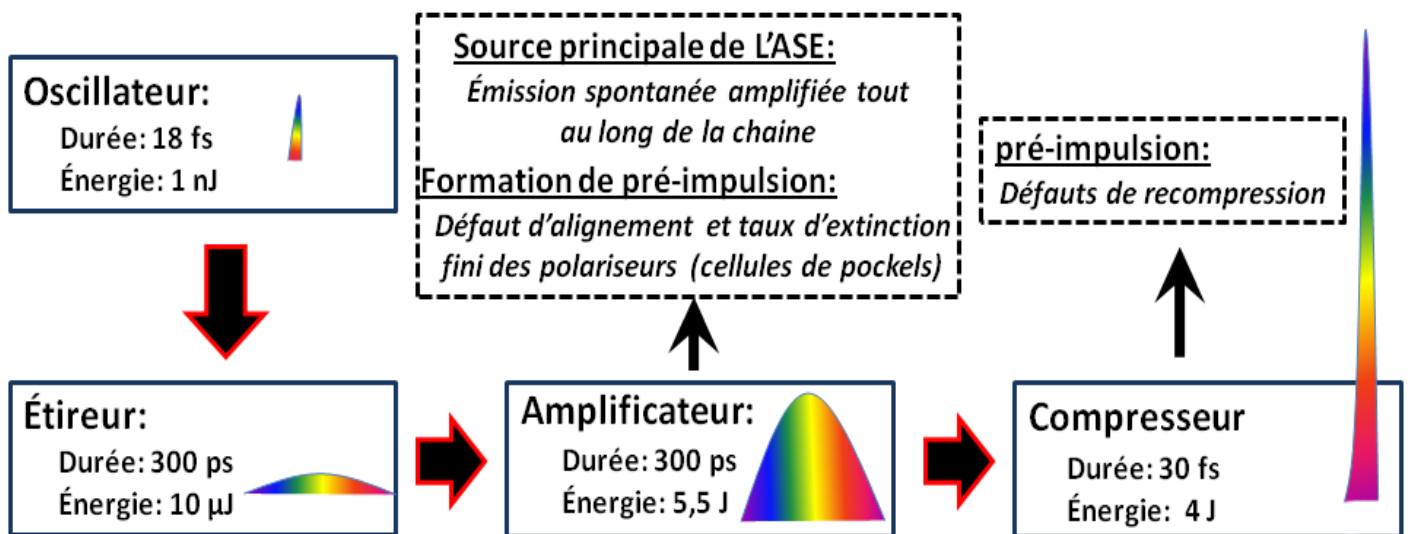 Oscillateur:
Durée: 18 fs
Énergie: 1 nJ
Source principale de L'ASE:
Émission spontanée amplifiée tout
au long de la chaine
Formation de pré-impulsion:
Défaut d'alignement et taux d'extinction
fini des polariseurs (cellules de pockels)
pré-impulsion:
Défauts de recompression
Étireur:
Durée: 300 ps
Énergie: 10 µJ
Amplificateur:
Durée: 300 ps
Énergie: 5,5 J
Compresseur
Durée: 30 fs
Énergie: 4 J